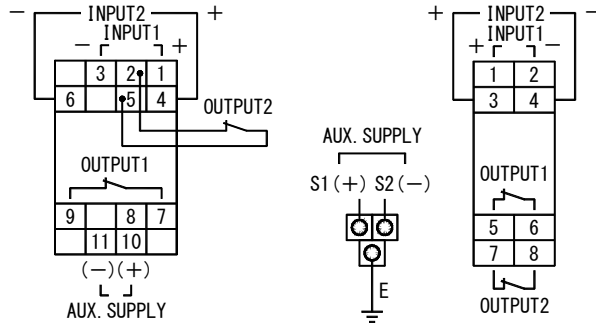 − INPUT2 +
INPUT1
− +
3 2 1
6 5 4
OUTPUT2
OUTPUT1
9 8 7
11 10
(−)(+)
AUX. SUPPLY
AUX. SUPPLY
S1(+) S2(−)
E
+ INPUT2 −
INPUT1
+ −
1 2
3 4
OUTPUT1
5 6
7 8
OUTPUT2